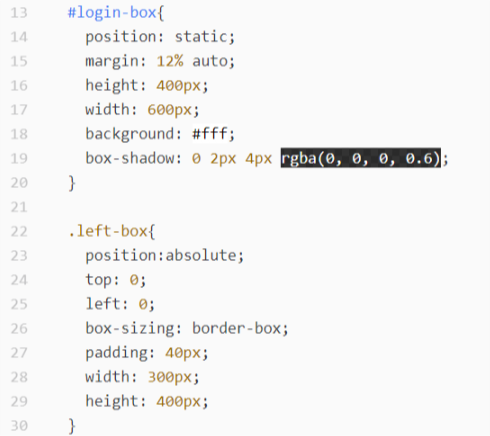 13 #login-box{
14 position: static;
15 margin: 12% auto;
16 height: 400px;
17 width: 600px;
18 background: #fff;
19 box-shadow: 0 2px 4px rgba(0, 0, 0, 0.6);
20 }
21
22 .left-box{
23 position:absolute;
24 top: 0;
25 left: 0;
26 box-sizing: border-box;
27 padding: 40px;
28 width: 300px;
29 height: 400px;
30 }